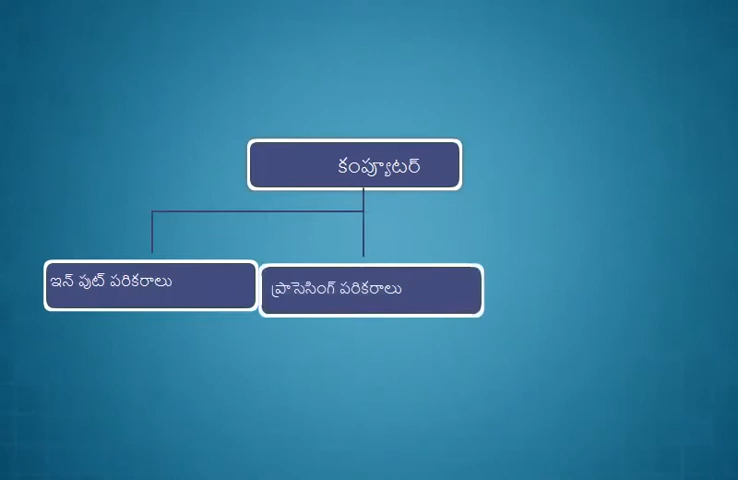 కంప్యూటర్
ఇన్ పుట్ పరికరాలు
ప్రాసెసింగ్ పరికరాలు